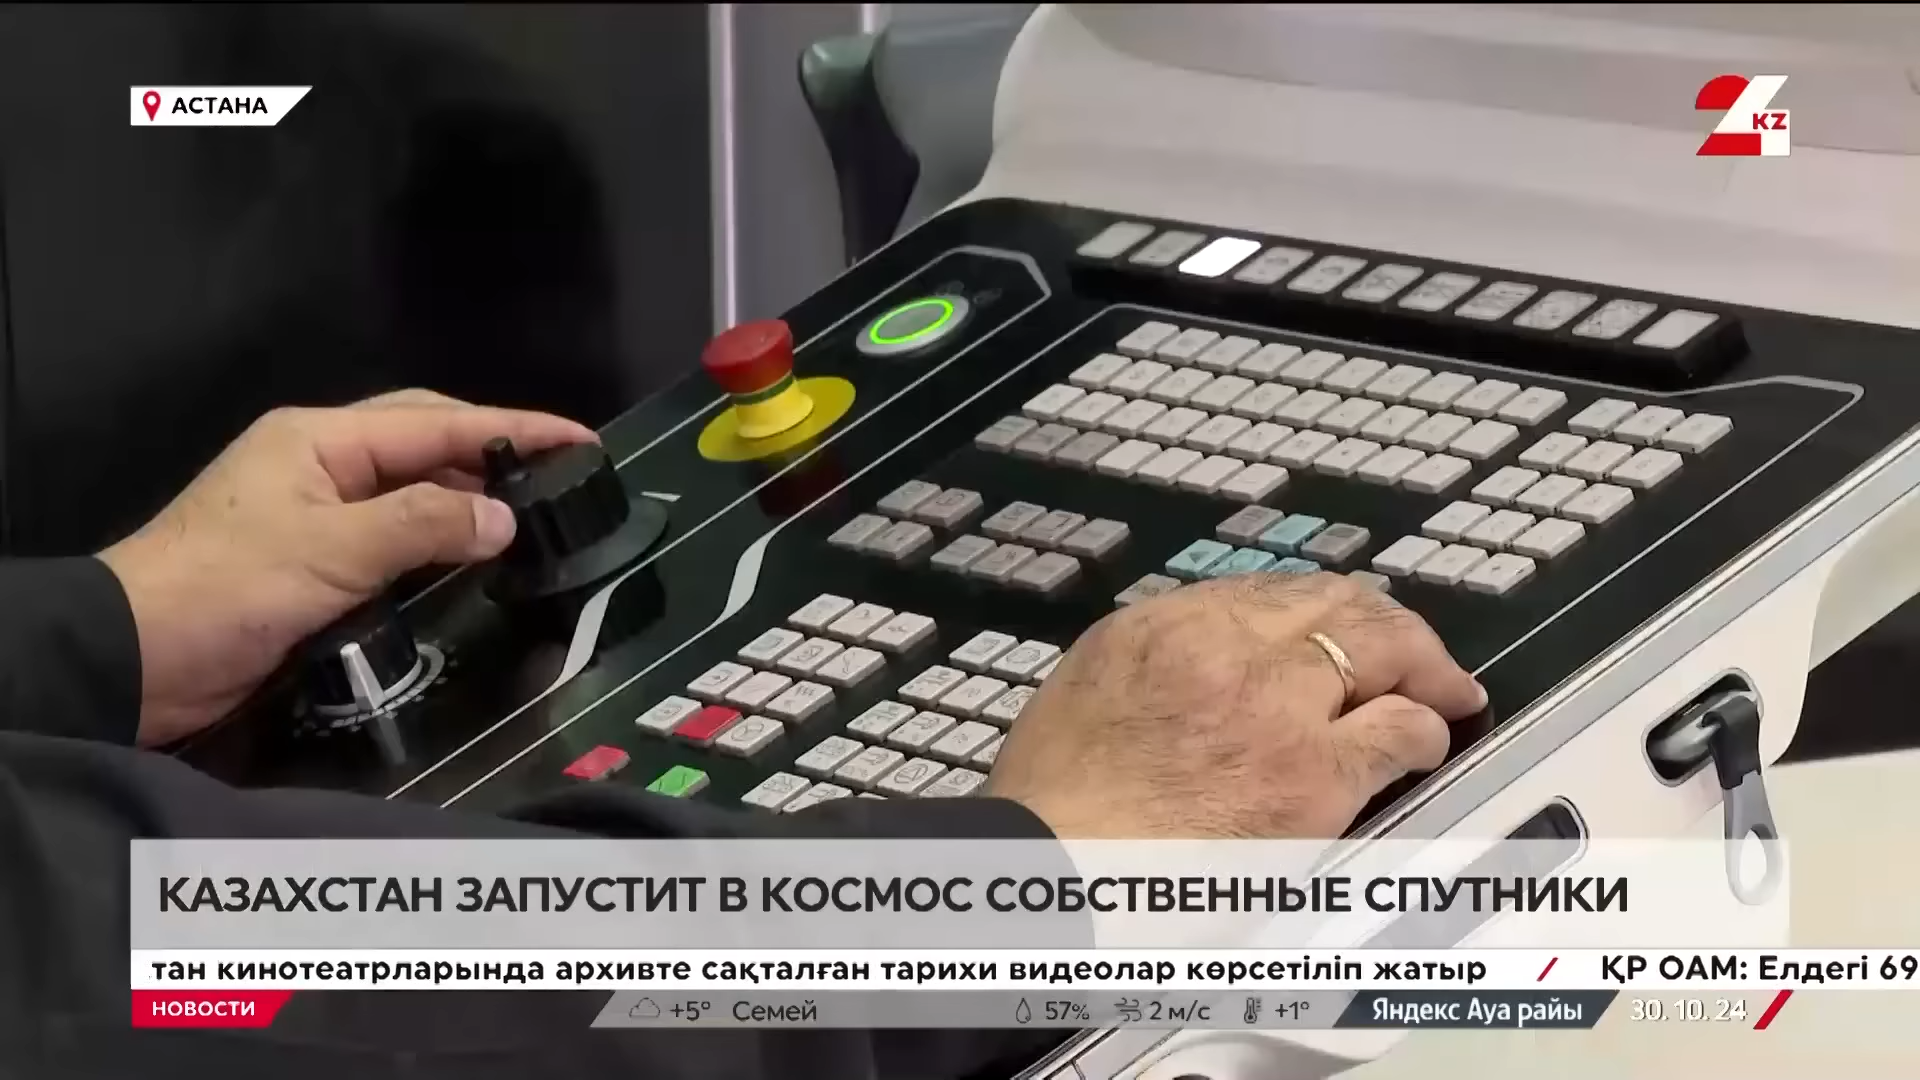 АСТАНА
24 KZ
КАЗАХСТАН ЗАПУСТИТ В КОСМОС СОБСТВЕННЫЕ СПУТНИКИ
тан кинотеатрларында архивте сақталған тарихи видеолар көрсетіліп жатыр / ҚР ОАМ: Елдегі 69
НОВОСТИ +5° Семей 57% 2 м/с +1° Яндекс Ауа райы 30.10.24